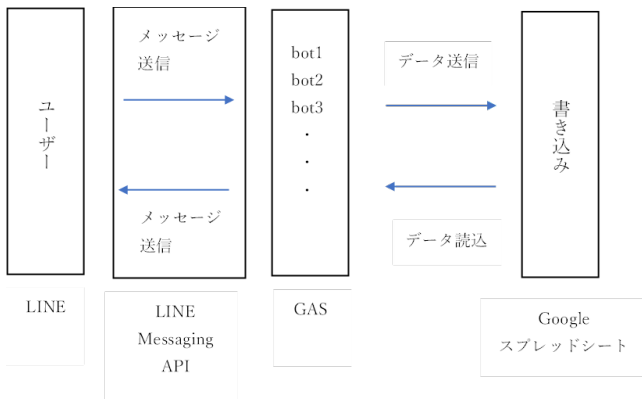 ユーザー
メッセージ
送信
メッセージ
送信
bot1
bot2
bot3
・
・
・
データ送信
データ読込
書き込み
LINE
LINE
Messaging
API
GAS
Google
スプレッドシート